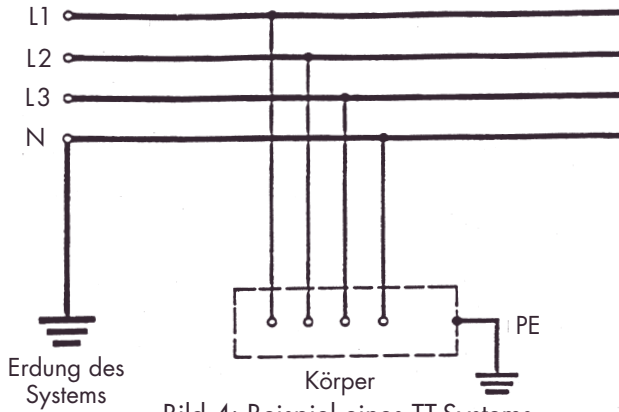 L1
L2
L3
N
PE
Erdung des
Systems
Körper
Bild 4: Beispiel eines TT-Systems